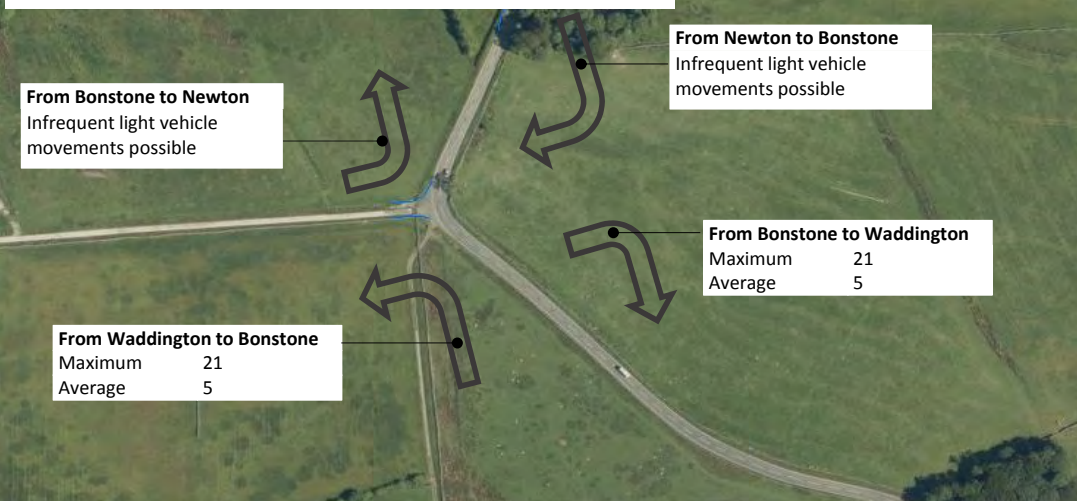 From Newton to Bonstone
Infrequent light vehicle
movements possible
From Bonstone to Newton
Infrequent light vehicle
movements possible
From Bonstone to Waddington
Maximum 21
Average 5
From Waddington to Bonstone
Maximum 21
Average 5